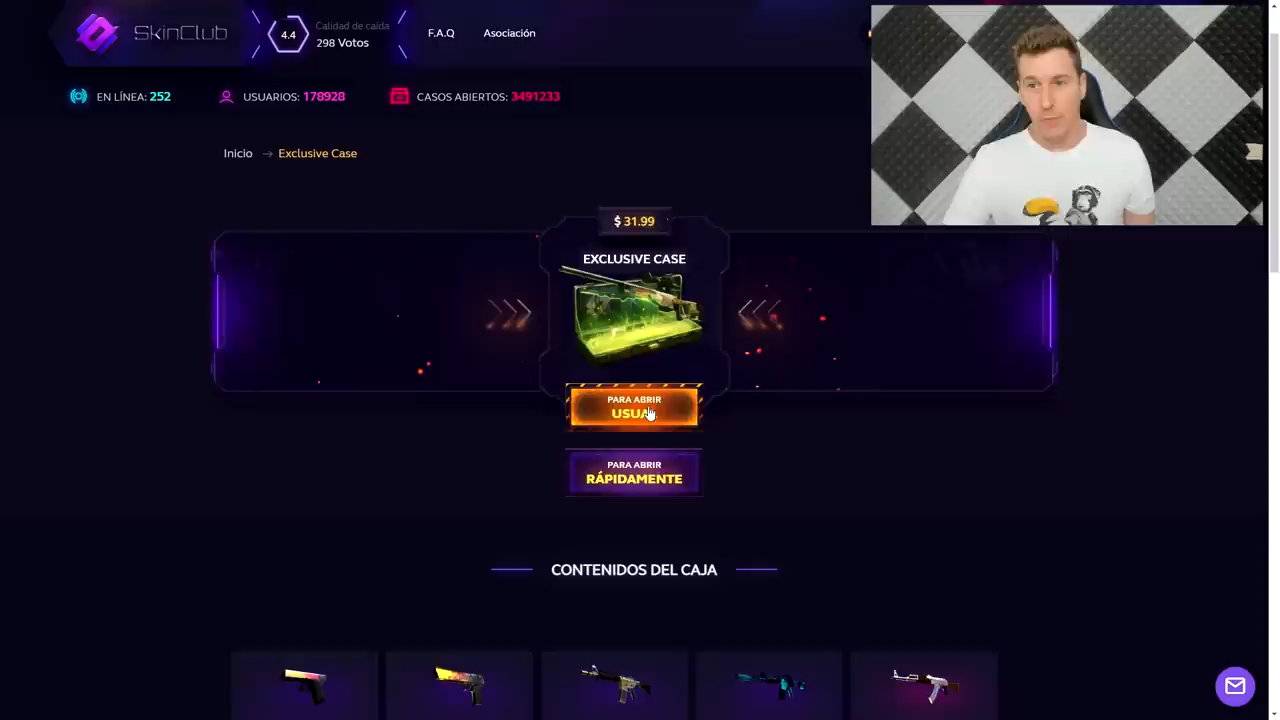 SkinClub
4.4
Calidad de caída
298 Votos
F.A.Q
Asociación
EN LÍNEA: 252
USUARIOS: 178928
CASOS ABIERTOS: 3491233
Inicio
Exclusive Case
$ 31.99
EXCLUSIVE CASE
PARA ABRIR
PARA ABRIR
RÁPIDAMENTE
CONTENIDOS DEL CAJA